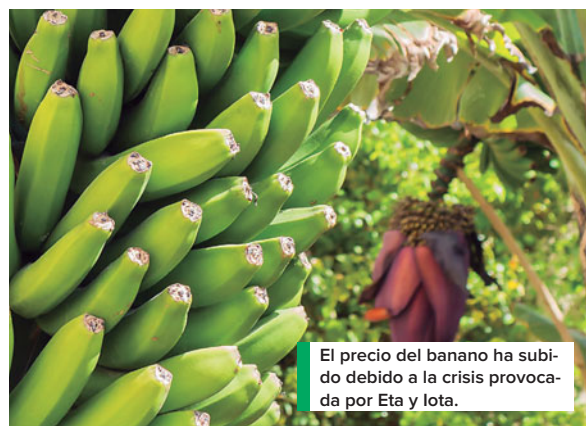 El precio del banano ha subi-
do debido a la crisis provoca-
da por Eta y Iota.